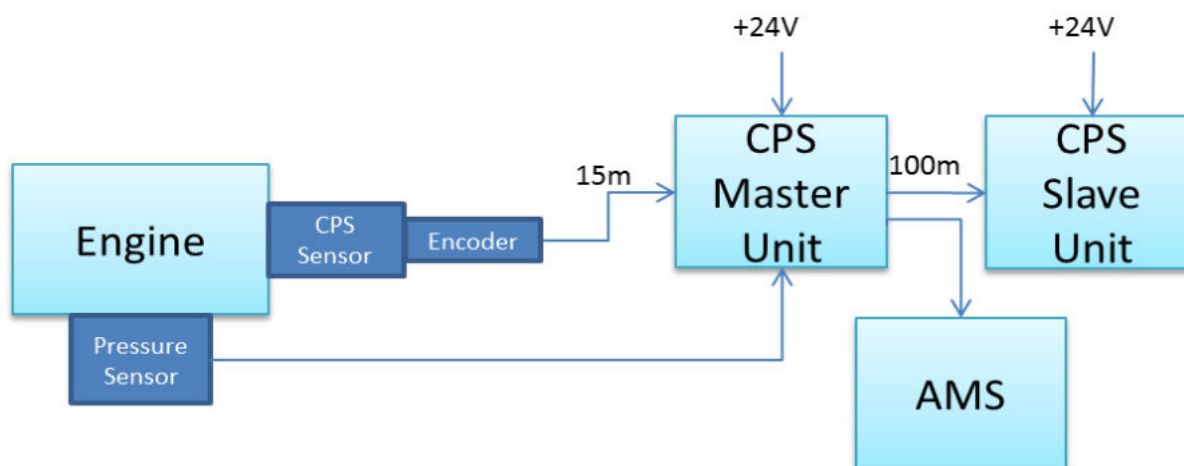 +24V
+24V
CPS
Master
Unit
CPS
Slave
Unit
100m
15m
Engine
CPS
Sensor
Encoder
Pressure
Sensor
AMS